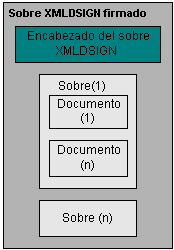 Sobre XMLDSIGN firmado
Encabezado del sobre
XMLDSIGN
Sobre(1)
Documento
(1)
Documento
(n)
Sobre (n)